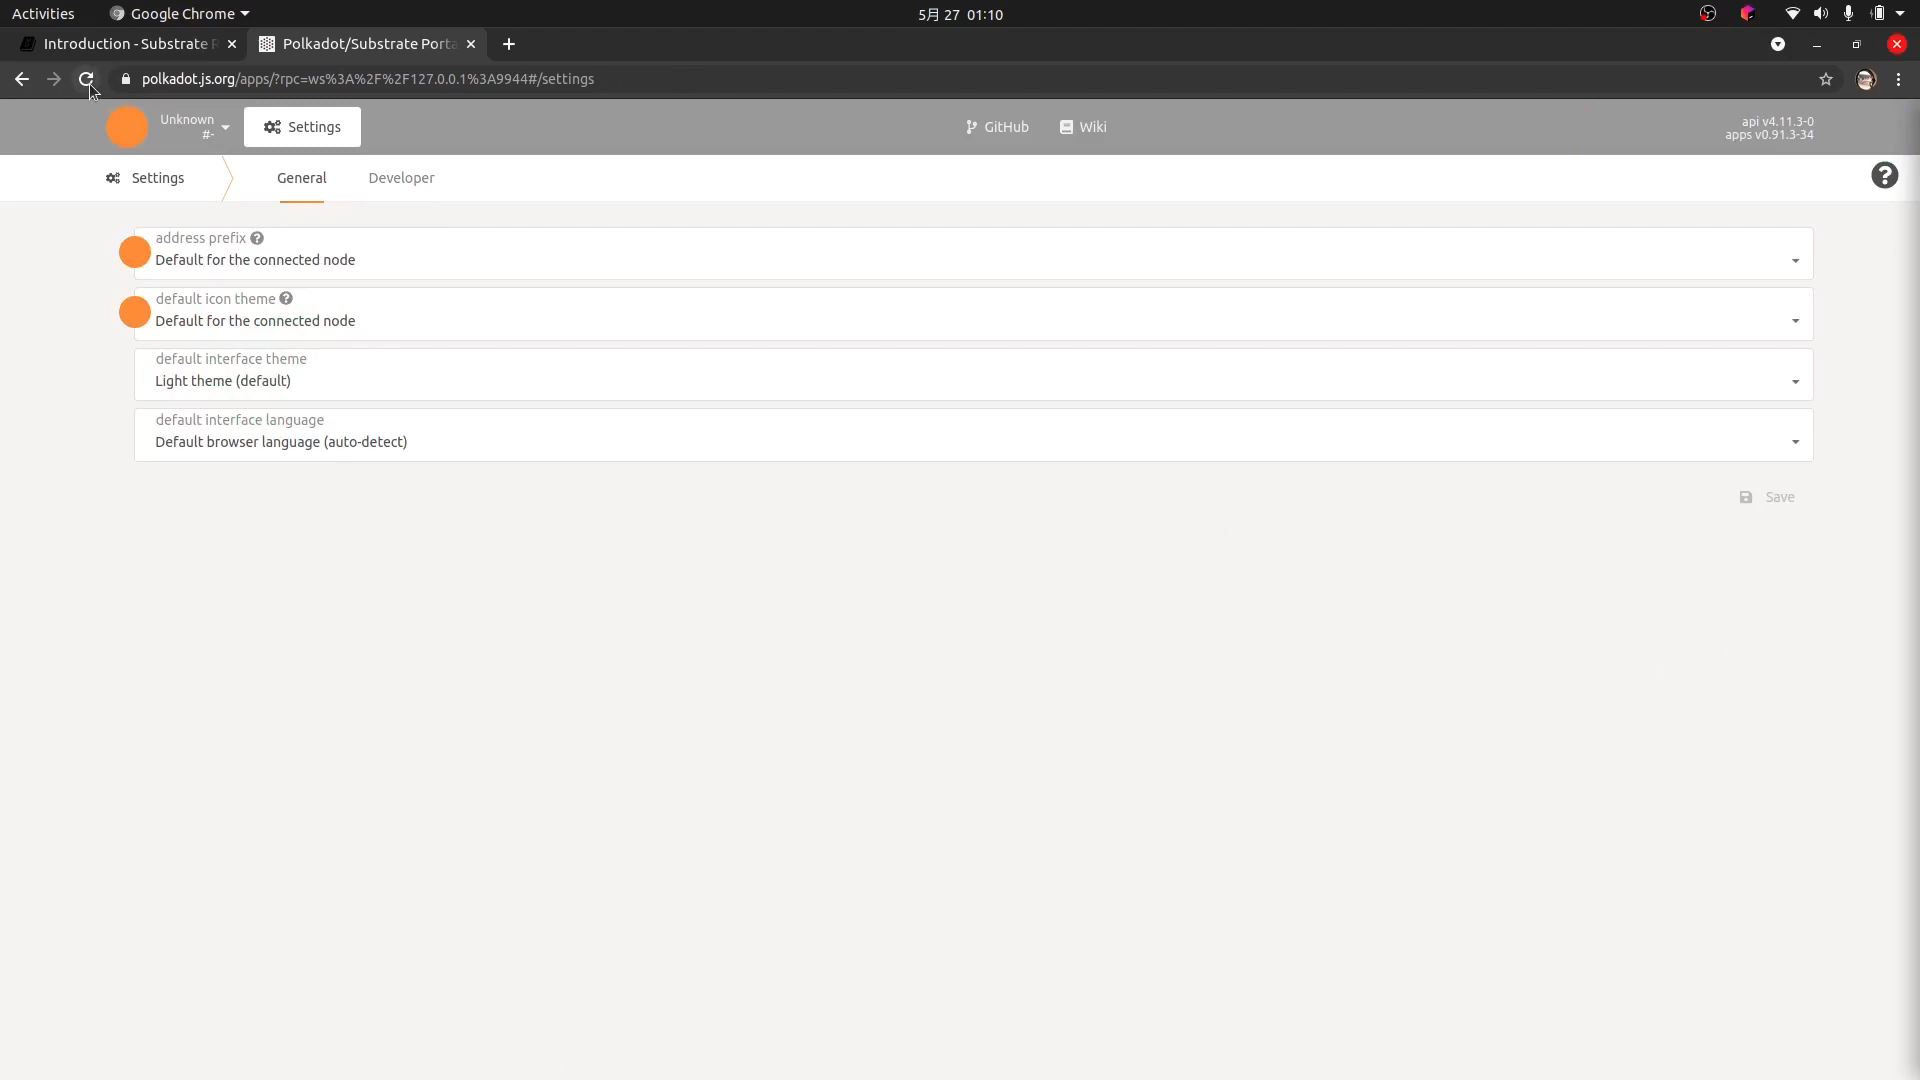 Activities
Google Chrome
5月 27 01:10
Introduction - Substrate R
Polkadot/Substrate Porta
polkadot.js.org/apps/?rpc=ws%3A%2F%2F127.0.0.1%3A9944#/settings
Unknown
#-
Settings
GitHub
Wiki
api v4.11.3-0
apps v0.91.3-34
Settings
General
Developer
address prefix
Default for the connected node
default icon theme
Default for the connected node
default interface theme
Light theme (default)
default interface language
Default browser language (auto-detect)
Save